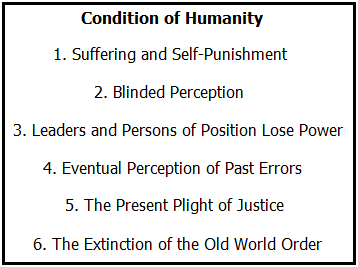 Condition of Humanity
1. Suffering and Self-Punishment
2. Blinded Perception
3. Leaders and Persons of Position Lose Power
4. Eventual Perception of Past Errors
5. The Present Plight of Justice
6. The Extinction of the Old World Order